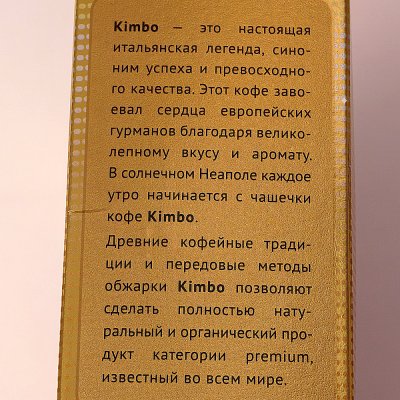 Kimbo – это настоящая
итальянская легенда, сино-
ним успеха и превосходно-
го качества. Этот кофе заво-
евал сердца европейских
гурманов благодаря велико-
лепному вкусу и аромату.
В солнечном Неаполе каждое
утро начинается с чашечки
кофе Kimbo.
Древние кофейные тради-
ции и передовые методы
обжарки Kimbo позволяют
сделать полностью нату-
ральный и органический про-
дукт категории premium,
известный во всем мире.